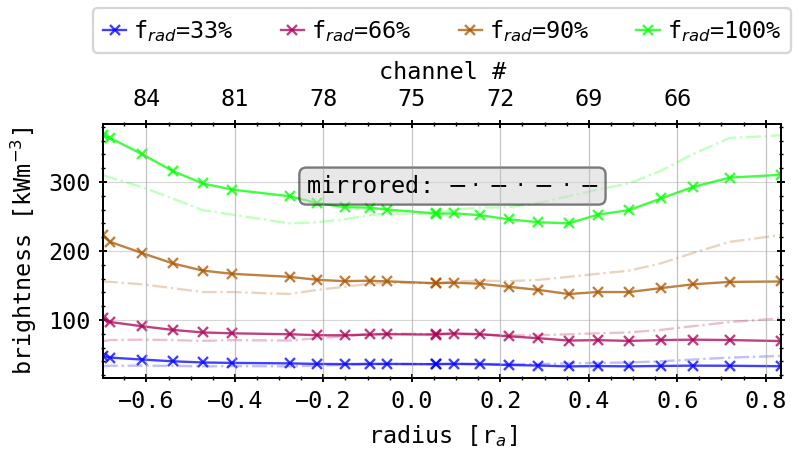 f_rad=33% f_rad=66% f_rad=90% f_rad=100%
channel #
84 81 78 75 72 69 66
mirrored: — · — · — · —
300
200
100
brightness [kWm⁻³]
−0.6 −0.4 −0.2 0.0 0.2 0.4 0.6 0.8
radius [r_a]